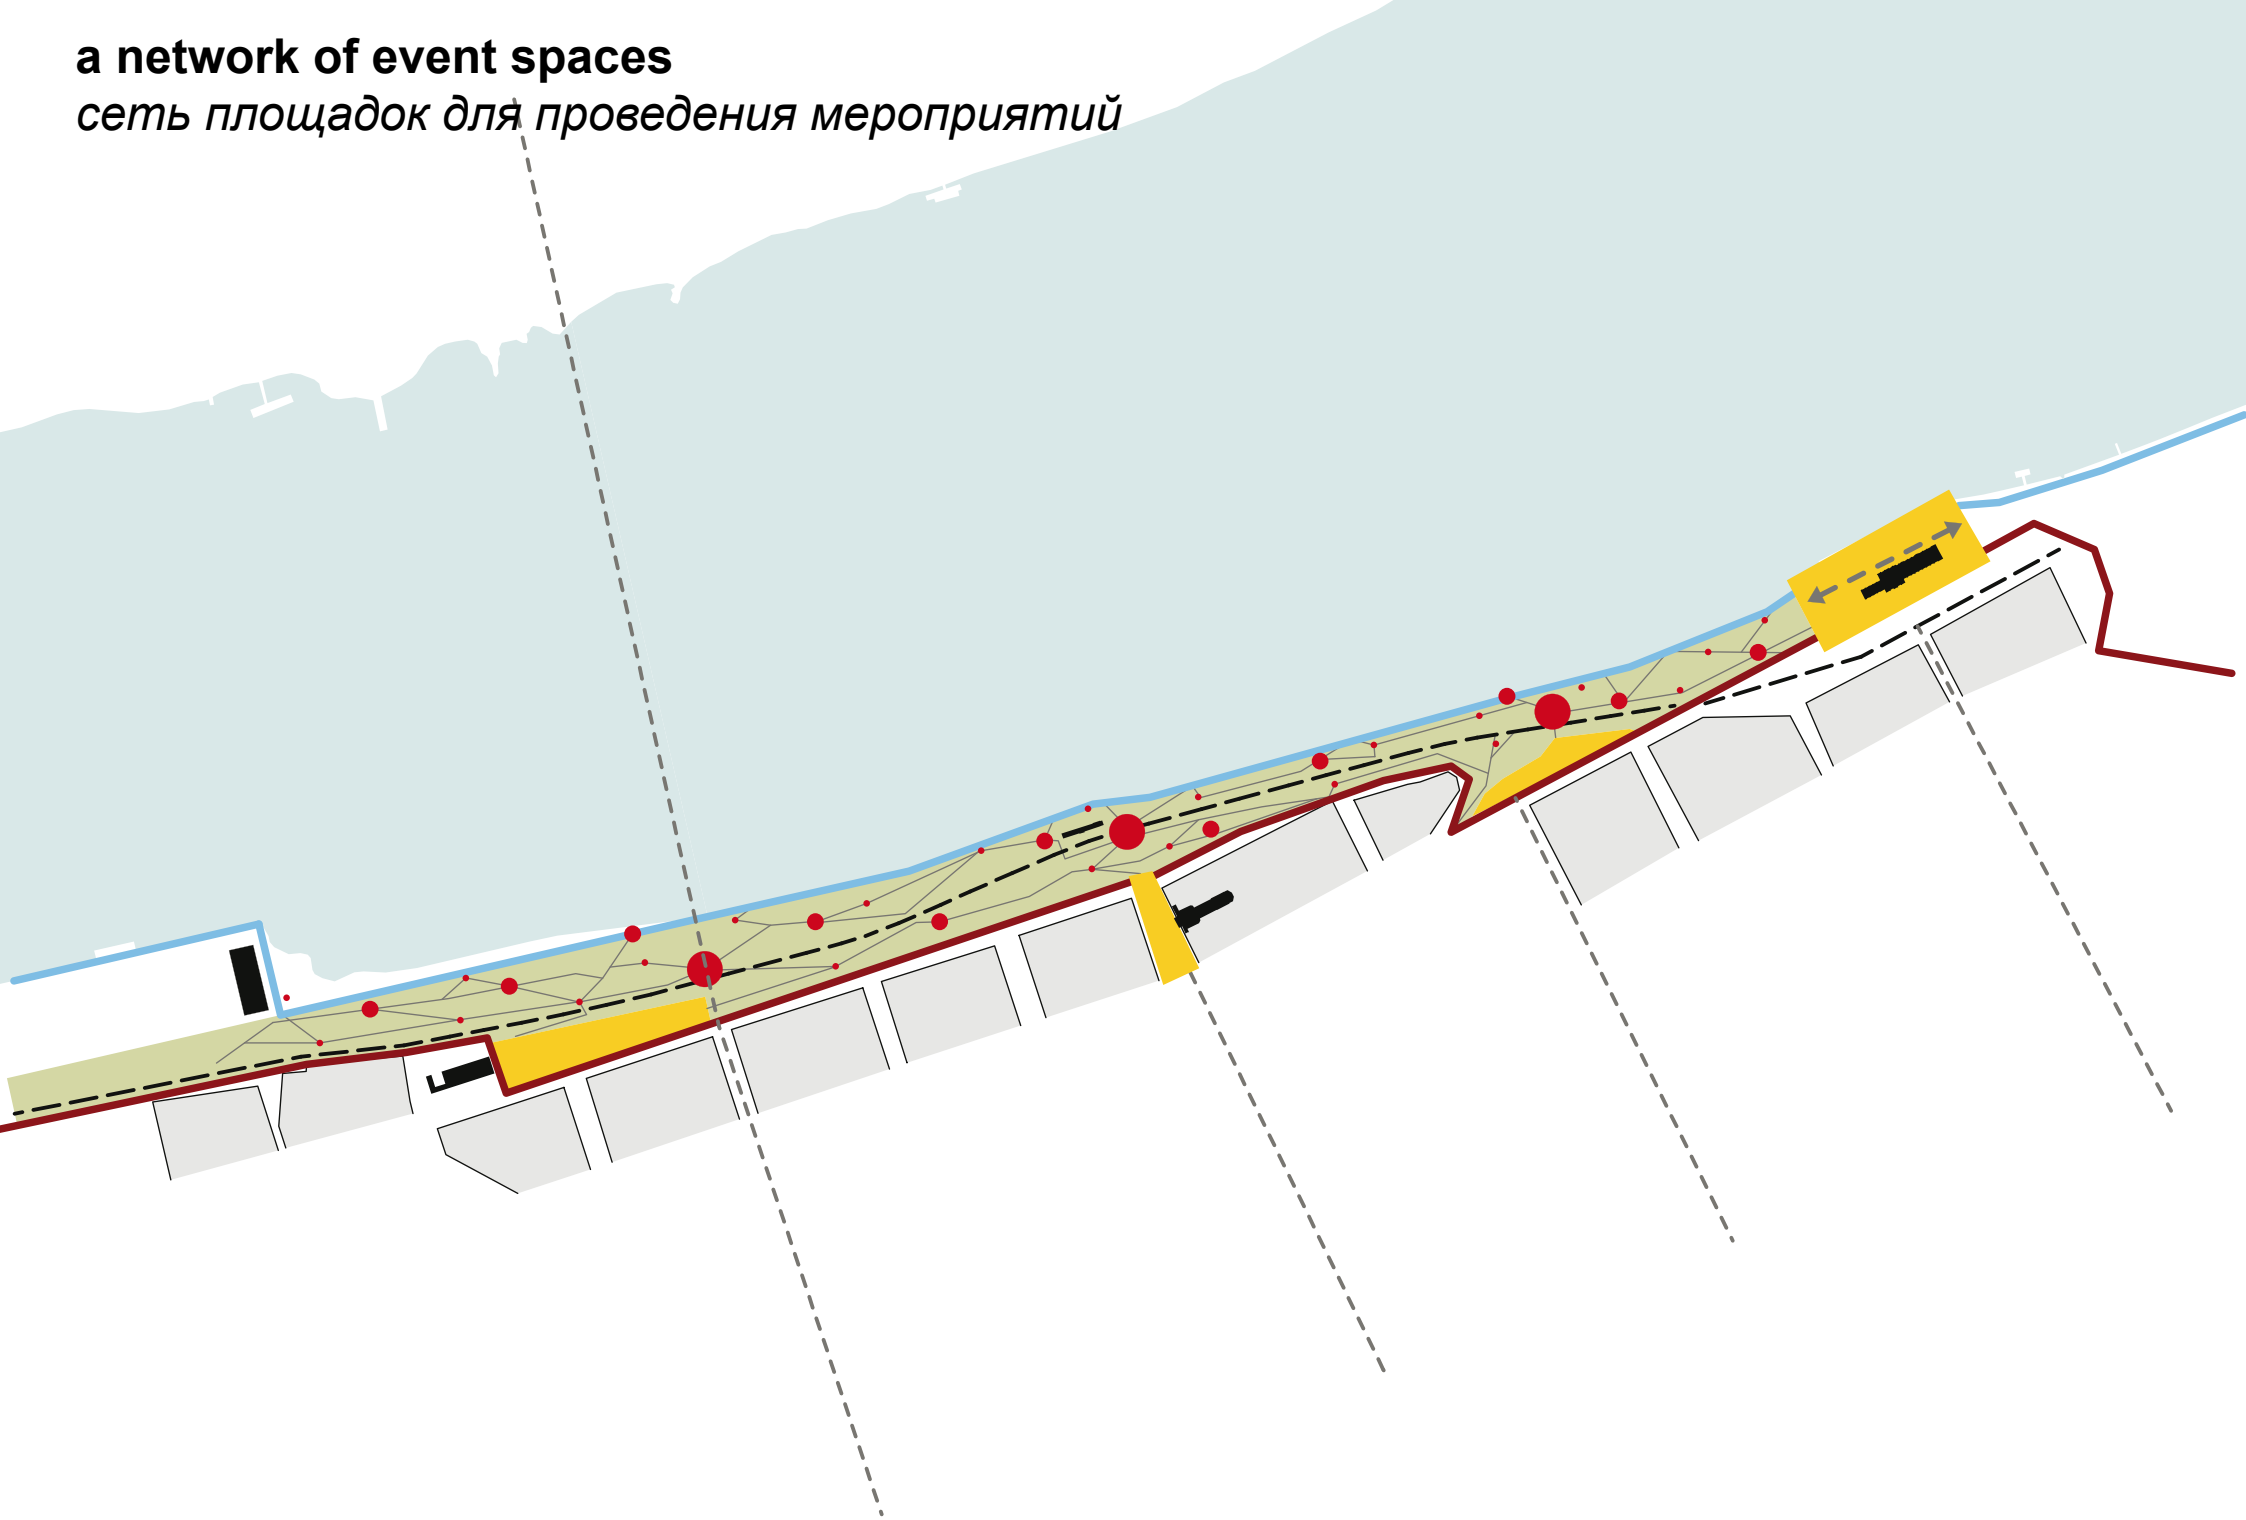 a network of event spaces
сеть площадок для проведения мероприятий